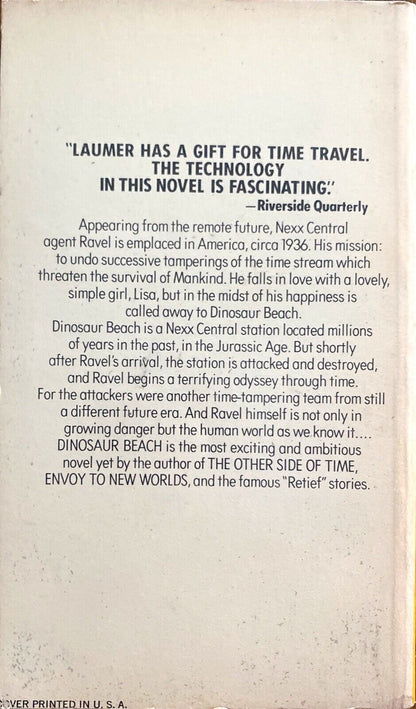 "LAUMER HAS A GIFT FOR TIME TRAVEL.
THE TECHNOLOGY
IN THIS NOVEL IS FASCINATING."
—Riverside Quarterly
Appearing from the remote future, Nexx Central
agent Ravel is emplaced in America, circa 1936. His mission:
to undo successive tamperings of the time stream which
threaten the survival of Mankind. He falls in love with a lovely,
simple girl, Lisa, but in the midst of his happiness is
called away to Dinosaur Beach.
Dinosaur Beach is a Nexx Central station located millions
of years in the past, in the Jurassic Age. But shortly
after Ravel's arrival, the station is attacked and destroyed,
and Ravel begins a terrifying odyssey through time.
For the attackers were another time-tampering team from still
a different future era. And Ravel himself is not only in
growing danger but the human world as we know it....
DINOSAUR BEACH is the most exciting and ambitious
novel yet by the author of THE OTHER SIDE OF TIME,
ENVOY TO NEW WORLDS, and the famous "Retief" stories.
OVER PRINTED IN U. S. A.